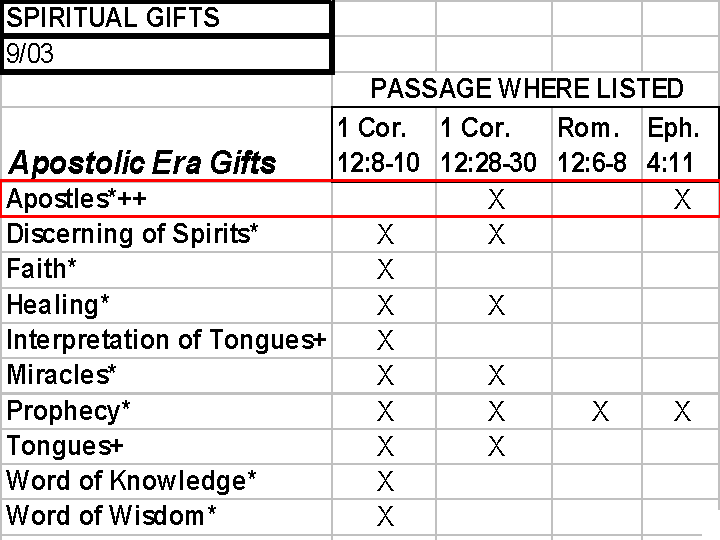 SPIRITUAL GIFTS
9/03
PASSAGE WHERE LISTED
1 Cor. 1 Cor. Rom. Eph.
Apostolic Era Gifts 12:8-10 12:28-30 12:6-8 4:11
Apostles*++ X X
Discerning of Spirits* X X
Faith* X
Healing* X X
Interpretation of Tongues+ X
Miracles* X X
Prophecy* X X X X
Tongues+ X X
Word of Knowledge* X
Word of Wisdom* X